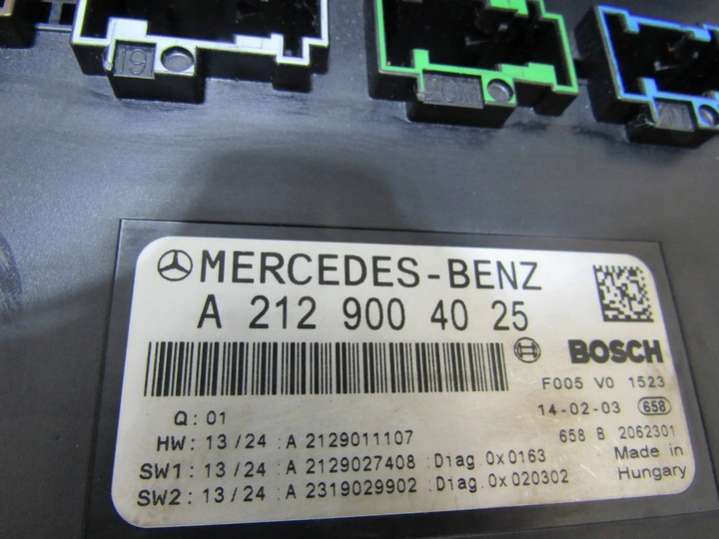 19
MERCEDES-BENZ
A 212 900 40 25
BOSCH
F005 V0 1523
Q: 01
14-02-03 658
HW: 13/24 : A 2129011107
658 B 2062301
SW1: 13/24 : A 2129027408 : Diag.0x0163
Made in
SW2: 13/24 : A 2319029902 : Diag.0x020302
Hungary